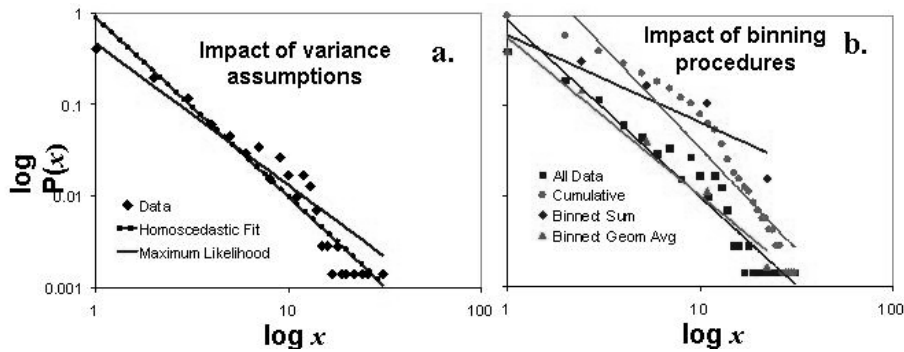 Impact of variance
assumptions
a.
1
0.1
0.01
0.001
log
P(x)
Data
Homoscedastic Fit
Maximum Likelihood
1
10
100
log x
Impact of binning
procedures
b.
All Data
Cumulative
Binned: Sum
Binned: Geom Avg
1
10
100
log x